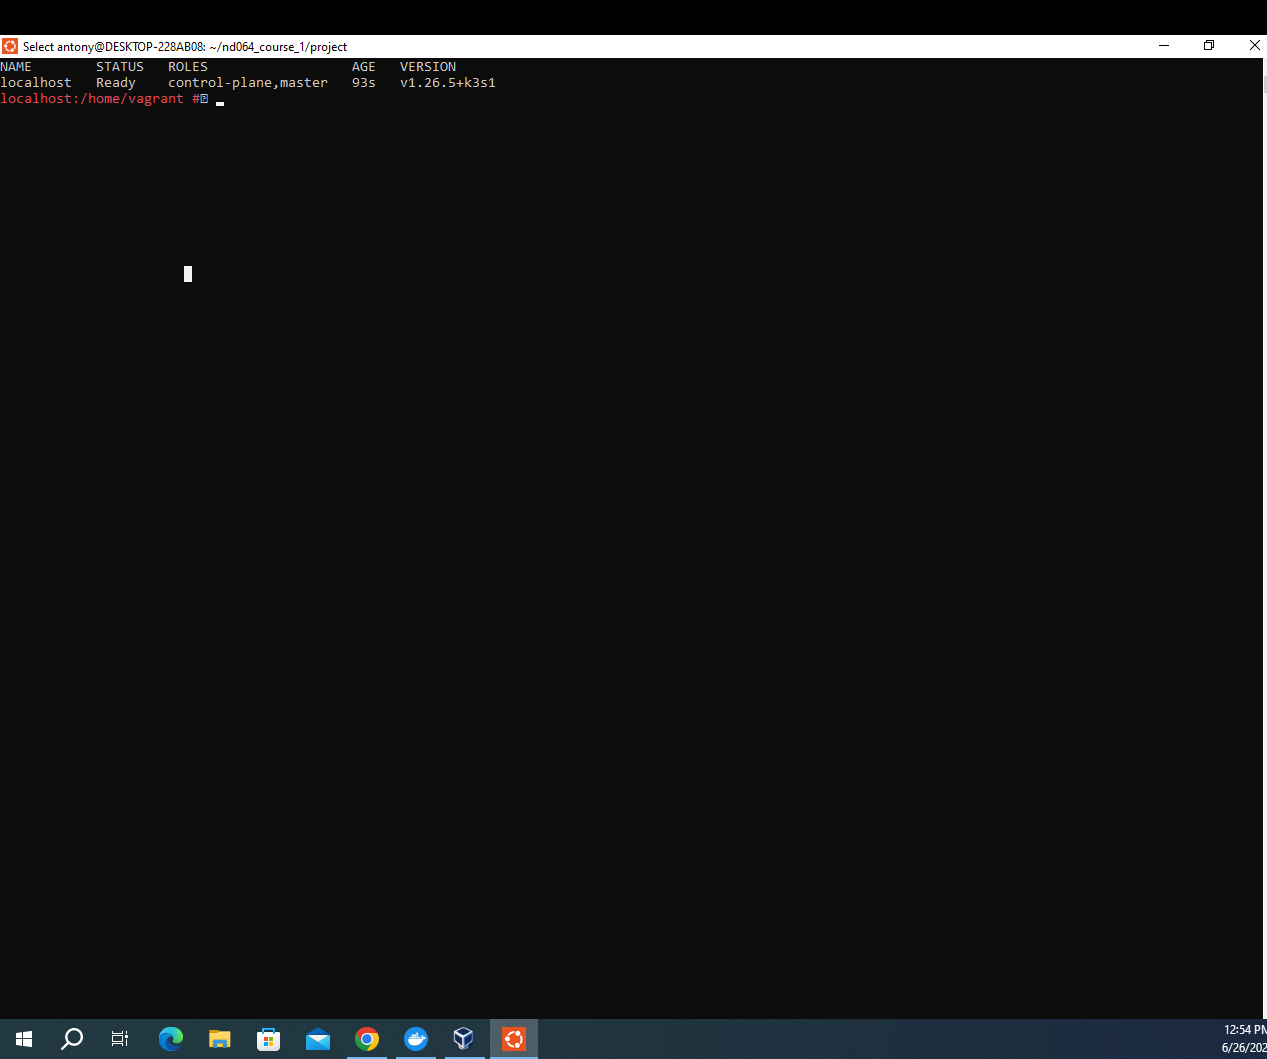 Select antony@DESKTOP-228AB08: ~/nd064_course_1/project
NAME        STATUS   ROLES                  AGE   VERSION
localhost   Ready    control-plane,master   93s   v1.26.5+k3s1
localhost:/home/vagrant #
12:54 PM
6/26/202